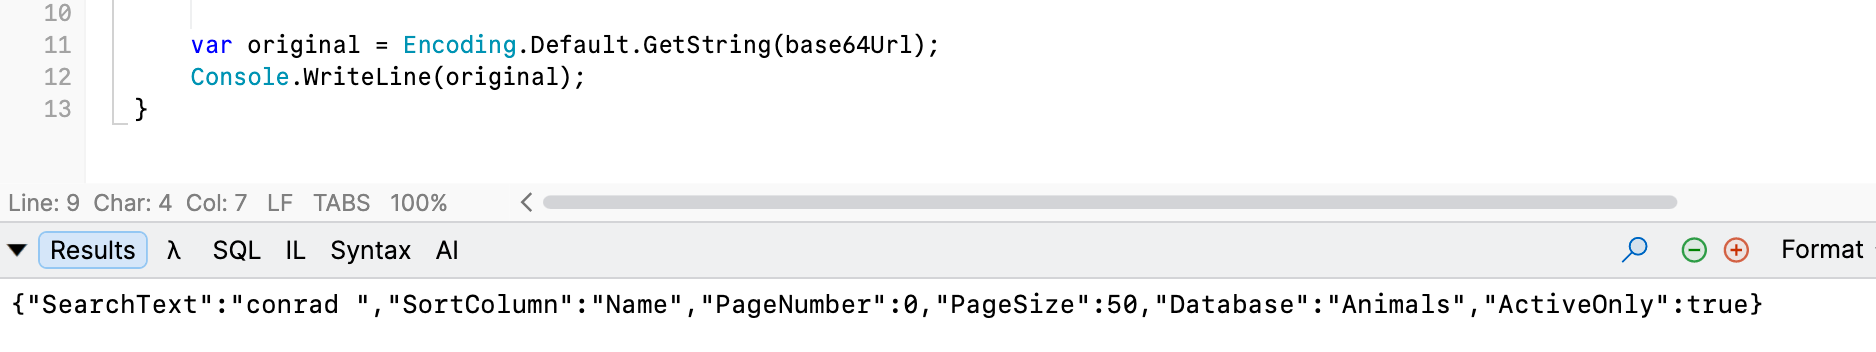 10
11 var original = Encoding.Default.GetString(base64Url);
12 Console.WriteLine(original);
13 }
Line: 9 Char: 4 Col: 7 LF TABS 100%
Results λ SQL IL Syntax AI Format
{"SearchText":"conrad ","SortColumn":"Name","PageNumber":0,"PageSize":50,"Database":"Animals","ActiveOnly":true}